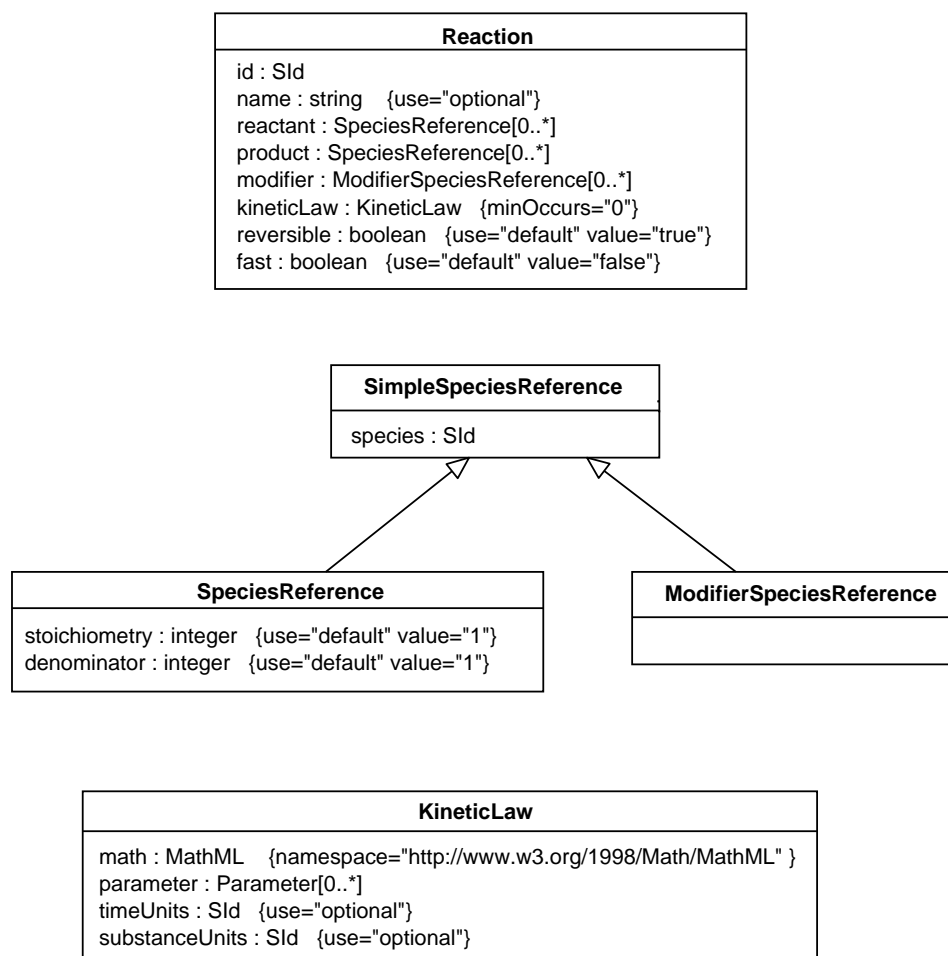 Reaction
id : SId
name : string {use="optional"}
reactant : SpeciesReference[0..*]
product : SpeciesReference[0..*]
modifier : ModifierSpeciesReference[0..*]
kineticLaw : KineticLaw {minOccurs="0"}
reversible : boolean {use="default" value="true"}
fast : boolean {use="default" value="false"}
SimpleSpeciesReference
species : SId
SpeciesReference
stoichiometry : integer {use="default" value="1"}
denominator : integer {use="default" value="1"}
ModifierSpeciesReference
KineticLaw
math : MathML {namespace="http://www.w3.org/1998/Math/MathML" }
parameter : Parameter[0..*]
timeUnits : SId {use="optional"}
substanceUnits : SId {use="optional"}